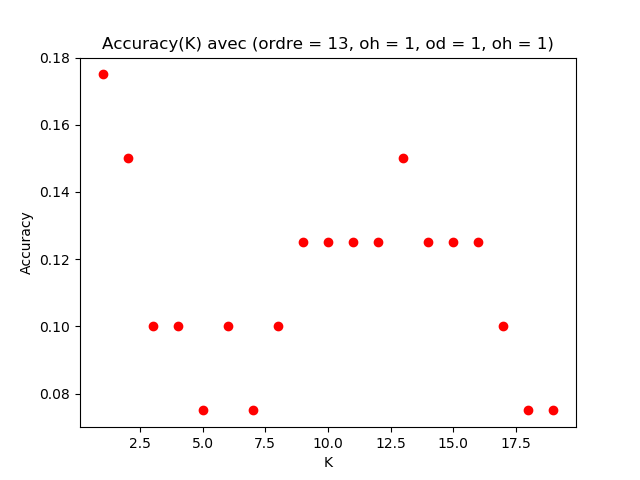 Accuracy(K) avec (ordre = 13, oh = 1, od = 1, oh = 1)
0.18
0.16
0.14
0.12
0.10
0.08
Accuracy
2.5 5.0 7.5 10.0 12.5 15.0 17.5
K